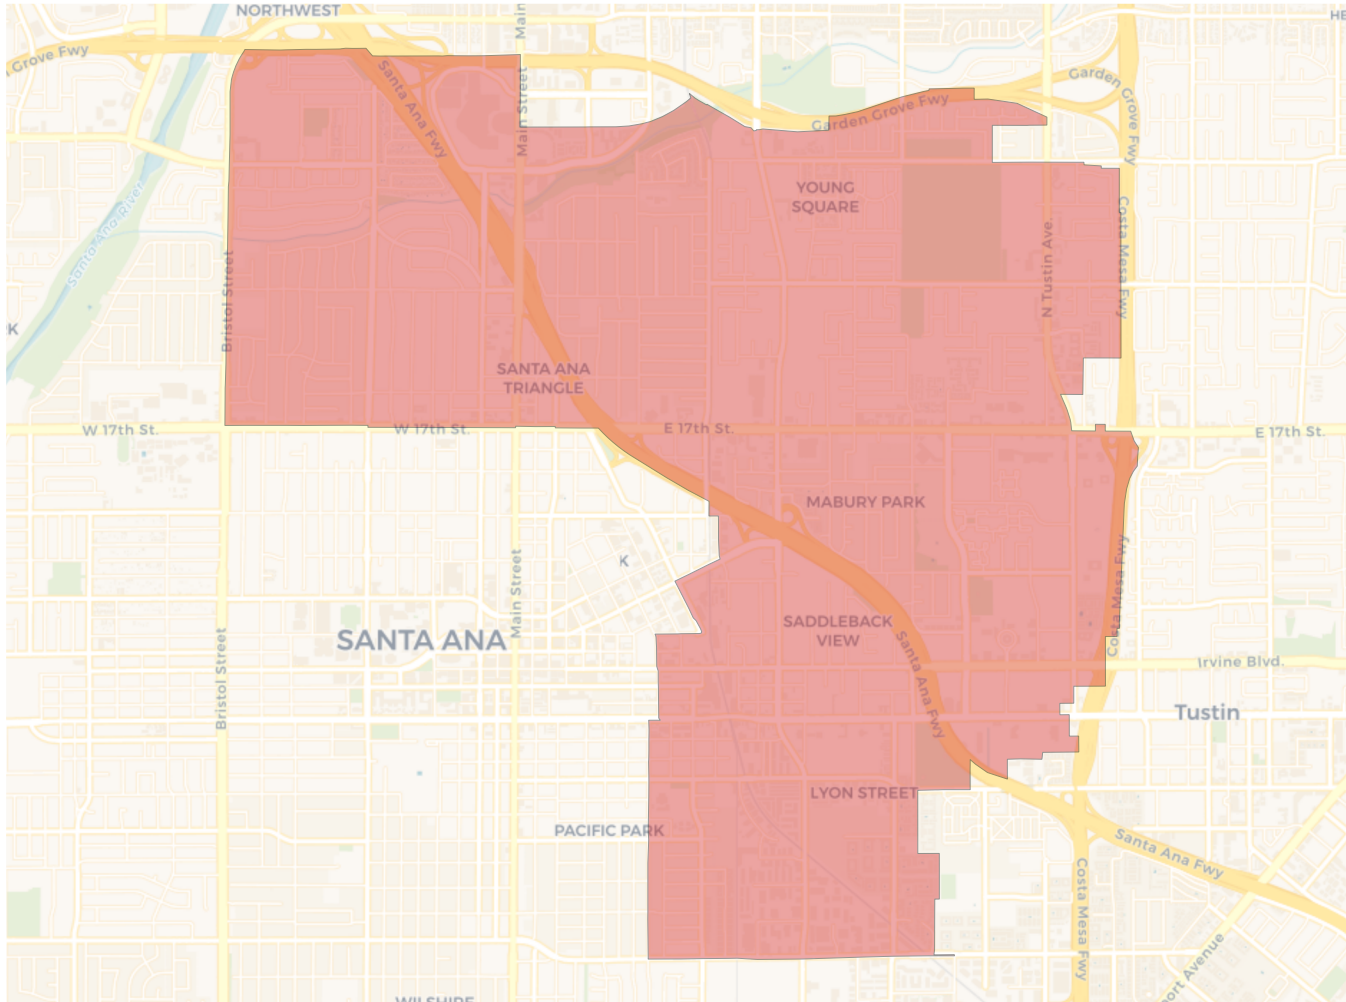 NORTHWEST
Main
HE
Grove Fwy
Santa Ana Fwy
Main Street
Garden Grove Fwy
Garden Grove Fwy
Santa Ana River
YOUNG
SQUARE
N Tustin Ave.
Costa Mesa Fwy
Bristol Street
K
SANTA ANA
TRIANGLE
W 17th St.
W 17th St.
E 17th St.
E 17th St.
MABURY PARK
K
Main Street
Costa Mesa Fwy
SANTA ANA
SADDLEBACK
VIEW
Santa Ana Fwy
Irvine Blvd.
Bristol Street
Tustin
LYON STREET
PACIFIC PARK
Santa Ana Fwy
Costa Mesa Fwy
port Avenue
WILSHIRE